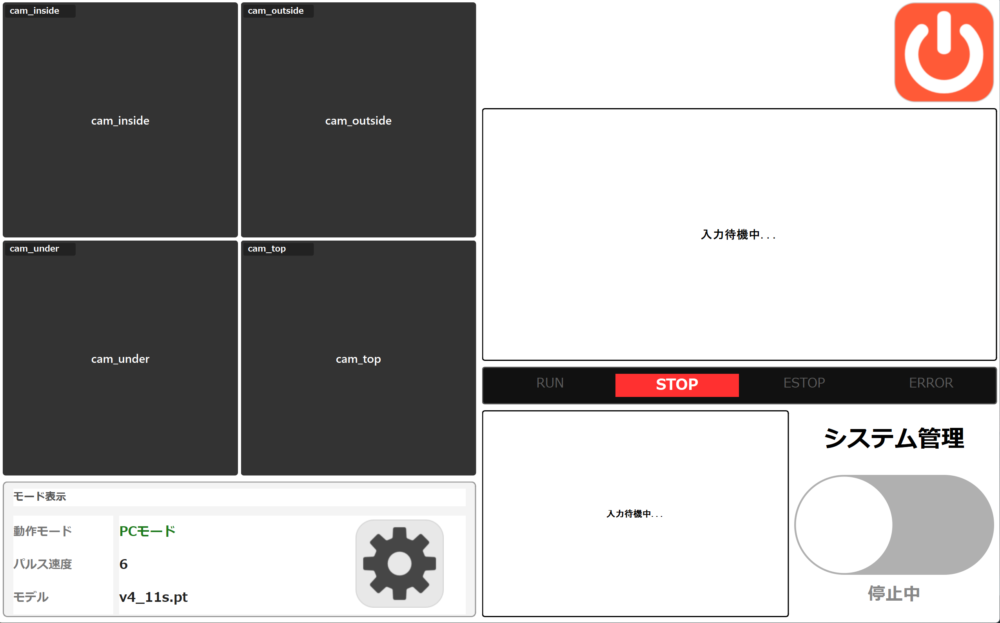 cam_inside
cam_inside
cam_outside
cam_outside
cam_under
cam_under
cam_top
cam_top
モード表示
動作モード
PCモード
パルス速度
6
モデル
v4_11s.pt
入力待機中...
RUN
STOP
ESTOP
ERROR
入力待機中...
システム管理
停止中